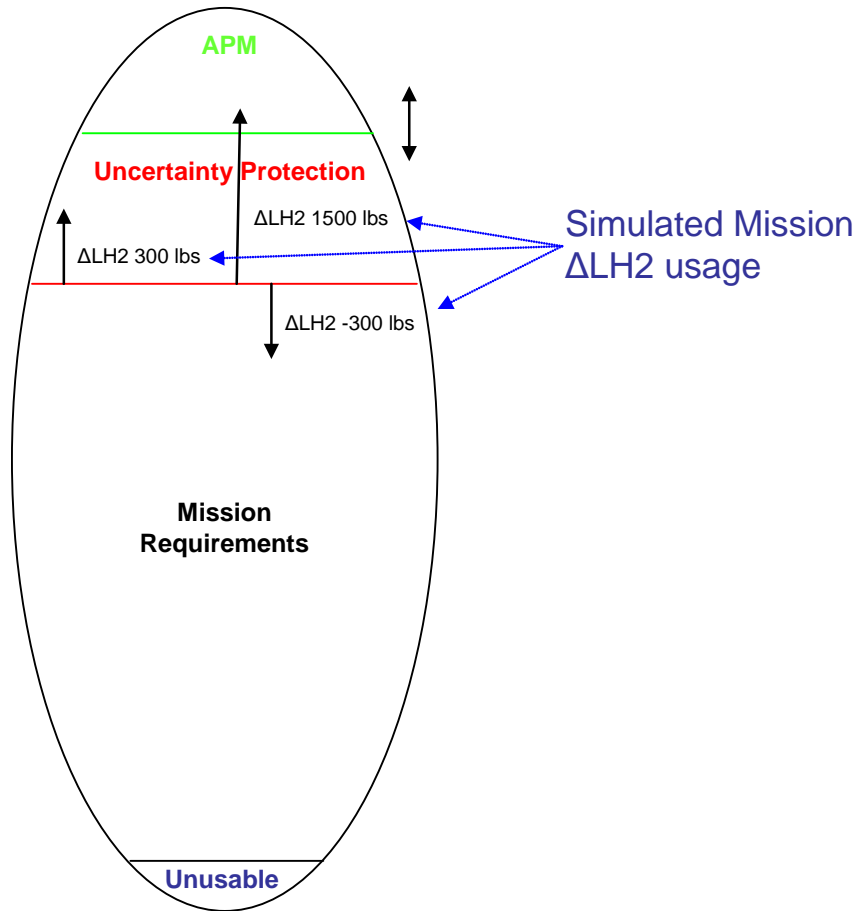 APM
Uncertainty Protection
ΔLH2 1500 lbs
Simulated Mission
ΔLH2 usage
ΔLH2 300 lbs
ΔLH2 -300 lbs
Mission
Requirements
Unusable